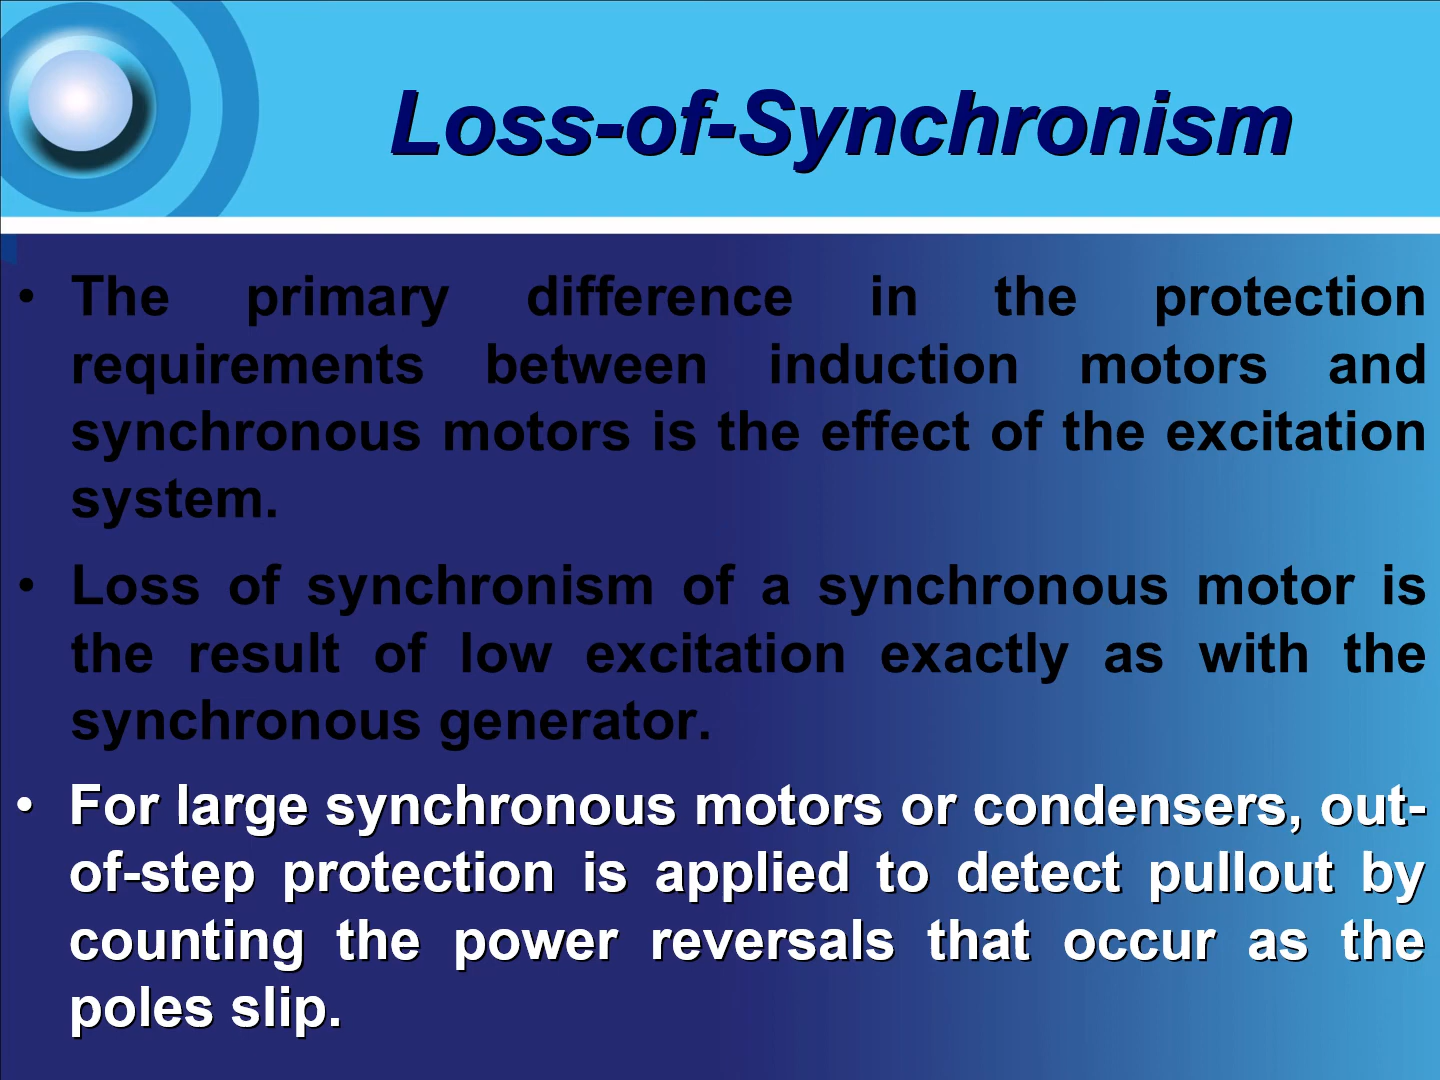 Loss-of-Synchronism
• The primary difference in the protection
requirements between induction motors and
synchronous motors is the effect of the excitation
system.
• Loss of synchronism of a synchronous motor is
the result of low excitation exactly as with the
synchronous generator.
• For large synchronous motors or condensers, out-
of-step protection is applied to detect pullout by
counting the power reversals that occur as the
poles slip.